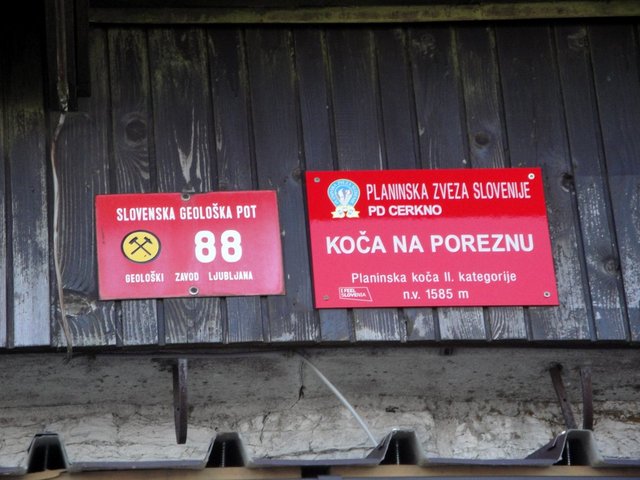 SLOVENSKA GEOLOŠKA POT
88
GEOLOŠKI ZAVOD LJUBLJANA
PLANINSKA ZVEZA SLOVENIJE
PD CERKNO
KOČA NA POREZNU
Planinska koča II. kategorije
n.v. 1585 m
I FEEL
SLOVENIA